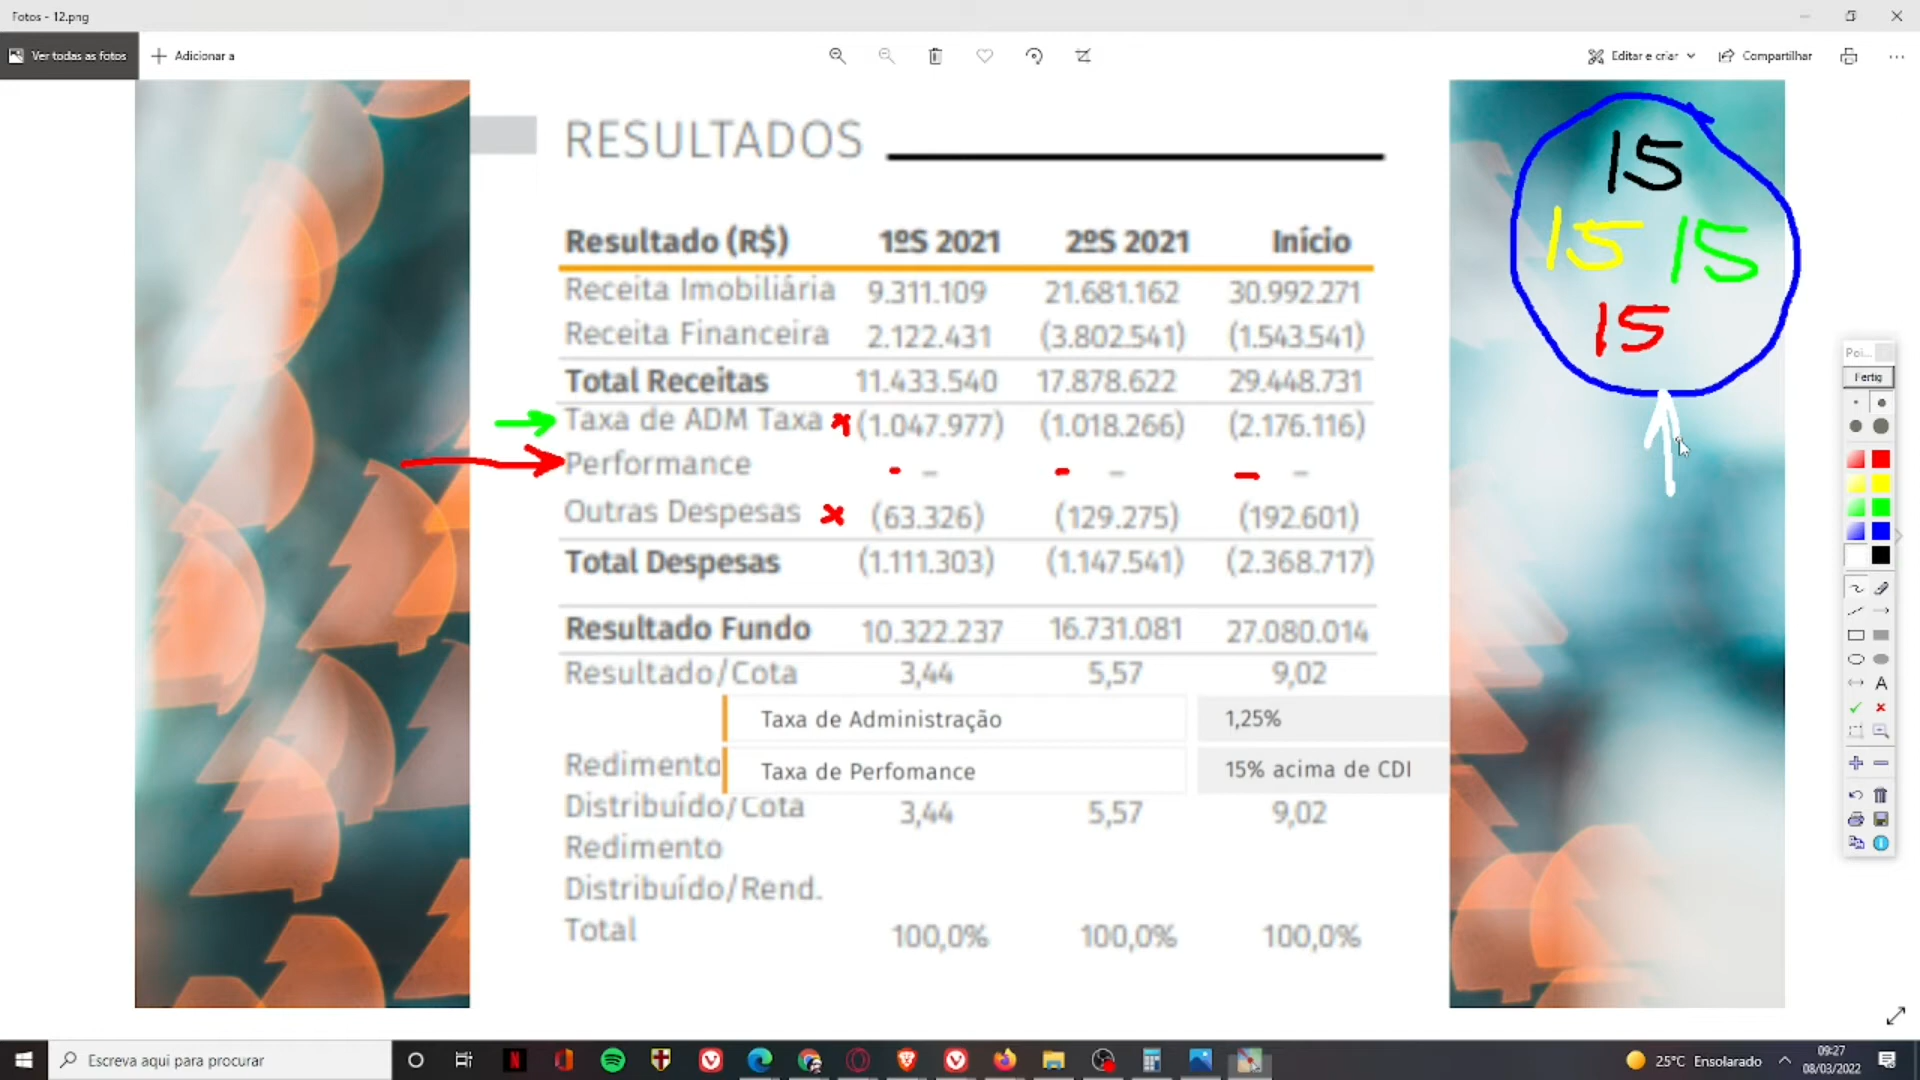 Fotos - 12.png
Ver todas as fotos
Adicionar a
Editar e criar
Compartilhar
RESULTADOS
Resultado (R$) 1ºS 2021 2ºS 2021 Início
Receita Imobiliária 9.311.109 21.681.162 30.992.271
Receita Financeira 2.122.431 (3.802.541) (1.543.541)
Total Receitas 11.433.540 17.878.622 29.448.731
Taxa de ADM Taxa (1.047.977) (1.018.266) (2.176.116)
Performance – – –
Outras Despesas (63.326) (129.275) (192.601)
Total Despesas (1.111.303) (1.147.541) (2.368.717)
Resultado Fundo 10.322.237 16.731.081 27.080.014
Resultado/Cota 3,44 5,57 9,02
Taxa de Administração 1,25%
Redimento
Taxa de Perfomance 15% acima de CDI
Distribuído/Cota 3,44 5,57 9,02
Redimento
Distribuído/Rend.
Total 100,0% 100,0% 100,0%
15
15 15
15
Poi...
Fertig
A
Escreva aqui para procurar
25°C Ensolarado
09:27
08/03/2022